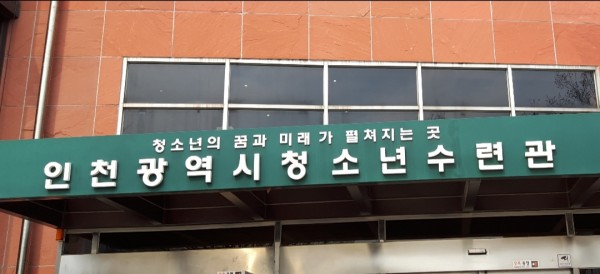 청소년의 꿈과 미래가 펼쳐지는 곳
인천광역시청소년수련관